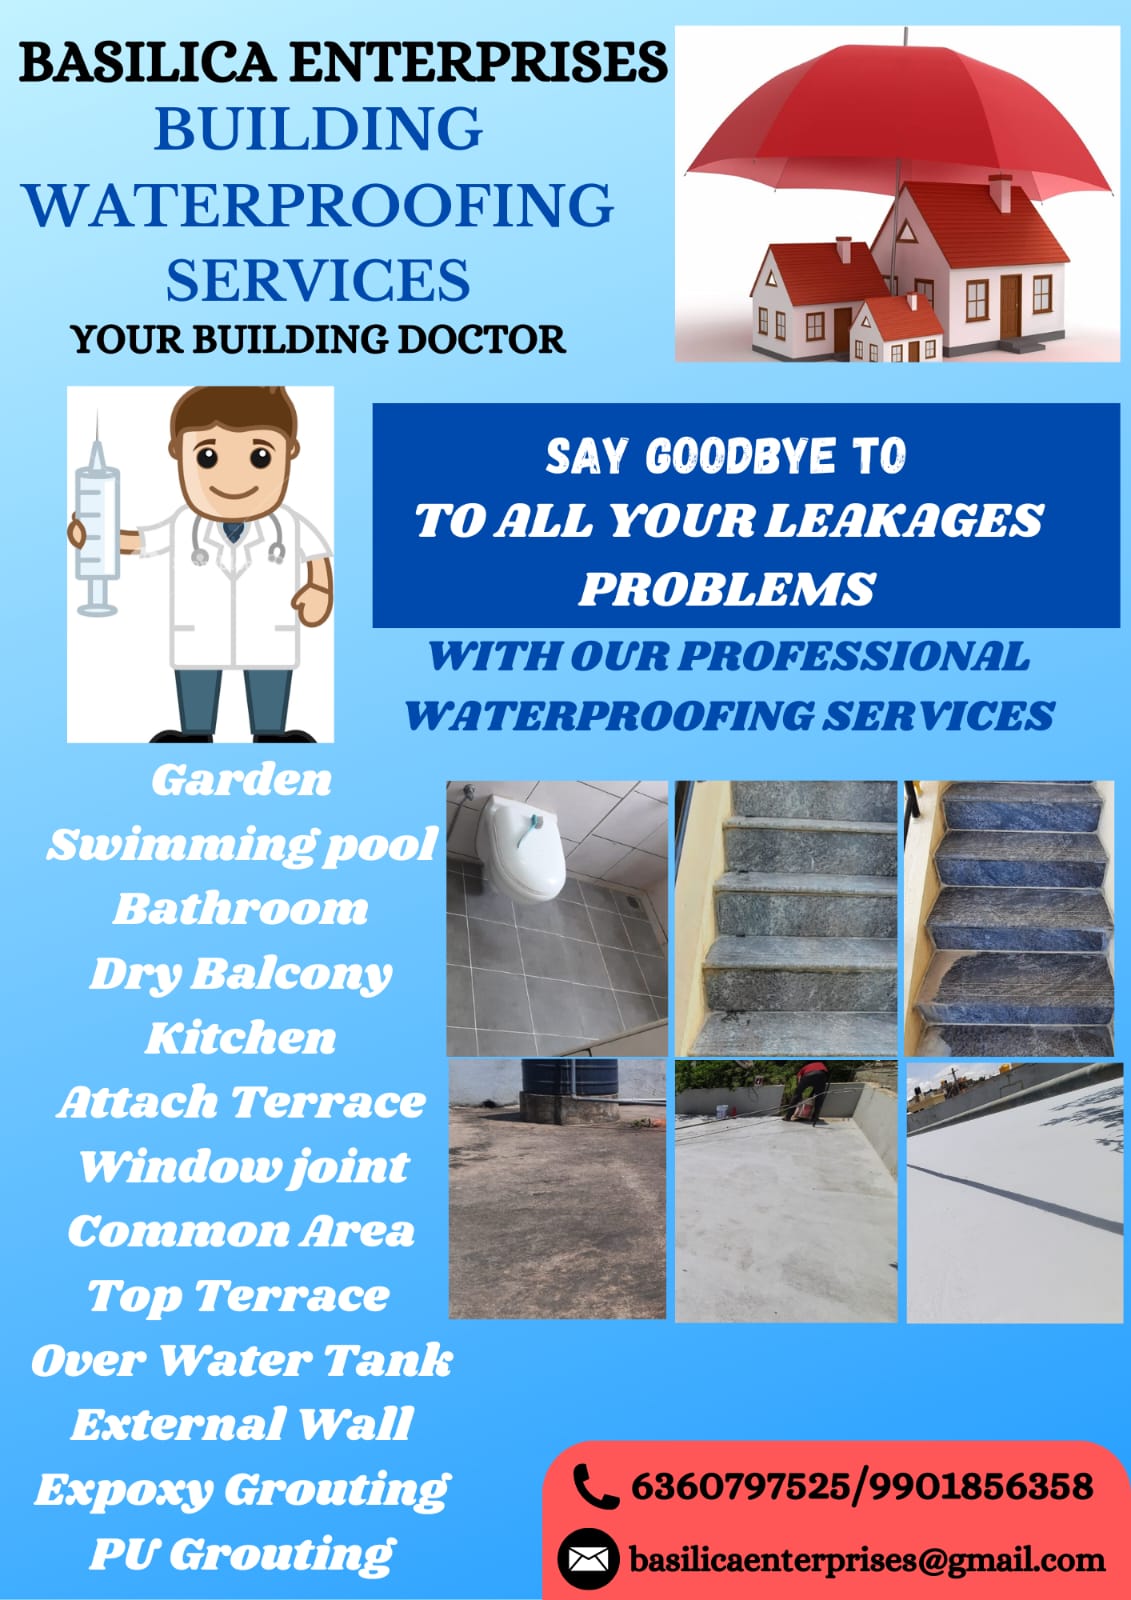 BASILICA ENTERPRISES
BUILDING
WATERPROOFING
SERVICES
YOUR BUILDING DOCTOR
SAY GOODBYE TO
TO ALL YOUR LEAKAGES
PROBLEMS
WITH OUR PROFESSIONAL
WATERPROOFING SERVICES
Garden
Swimming pool
Bathroom
Dry Balcony
Kitchen
Attach Terrace
Window joint
Common Area
Top Terrace
Over Water Tank
External Wall
Expoxy Grouting
PU Grouting
6360797525/9901856358
basilicaenterprises@gmail.com